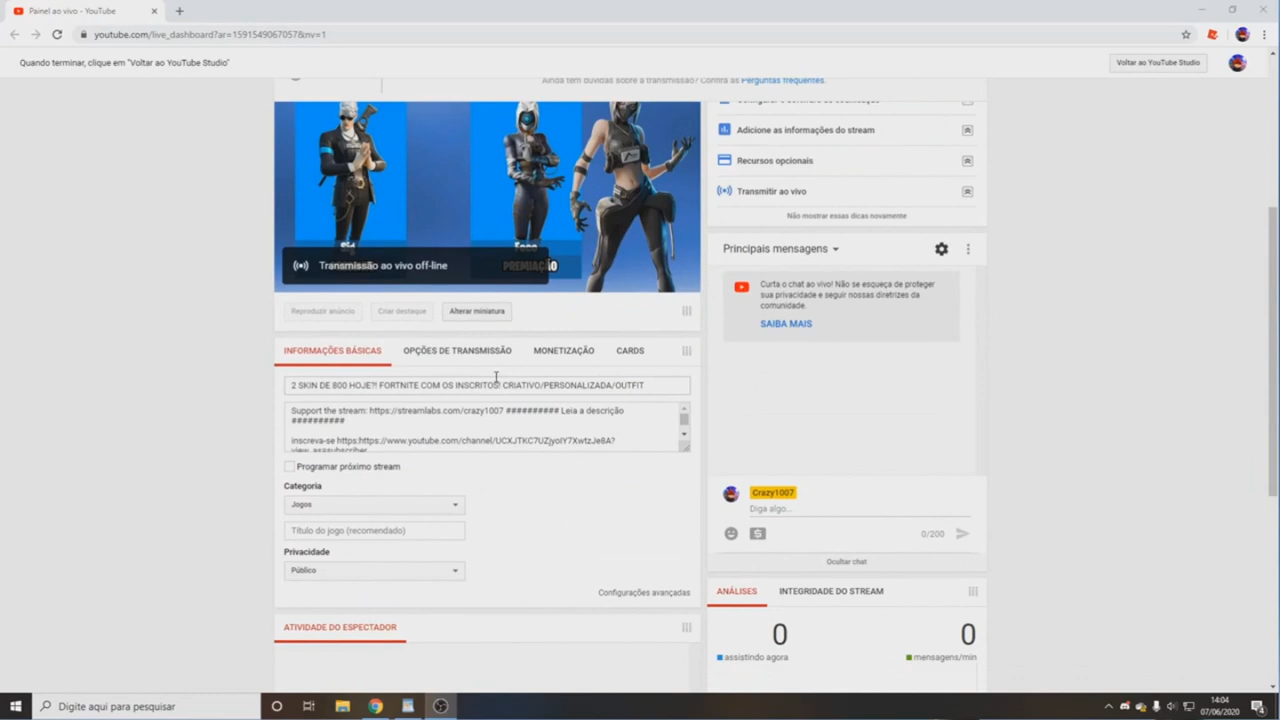 Painel ao vivo - YouTube
youtube.com/live_dashboard?ar=1591549067057&nv=1
Quando terminar, clique em "Voltar ao YouTube Studio"
Voltar ao YouTube Studio
Ainda tem dúvidas sobre a transmissão? Confira as Perguntas frequentes.
Adicione as informações do stream
Recursos opcionais
Transmitir ao vivo
Não mostrar essas dicas novamente
Transmissão ao vivo off-line
PREMIAÇÃO
Reproduzir anúncio
Criar destaque
Alterar miniatura
Principais mensagens
Curta o chat ao vivo! Não se esqueça de proteger
sua privacidade e seguir nossas diretrizes da
comunidade.
SAIBA MAIS
INFORMAÇÕES BÁSICAS
OPÇÕES DE TRANSMISSÃO
MONETIZAÇÃO
CARDS
2 SKIN DE 800 HOJE?! FORTNITE COM OS INSCRITOS! CRIATIVO/PERSONALIZADA/OUTFIT
Support the stream: https://streamlabs.com/crazy1007 ########## Leia a descrição
##########
inscreva-se https:https://www.youtube.com/channel/UCXJTKC7UZjyoIY7XwtzJe8A?
Programar próximo stream
Categoria
Jogos
Título do jogo (recomendado)
Privacidade
Público
Configurações avançadas
Crazy1007
Diga algo...
0/200
Ocultar chat
ATIVIDADE DO ESPECTADOR
ANÁLISES
INTEGRIDADE DO STREAM
0
assistindo agora
0
mensagens/min
Digite aqui para pesquisar
14:04
07/06/2020
4